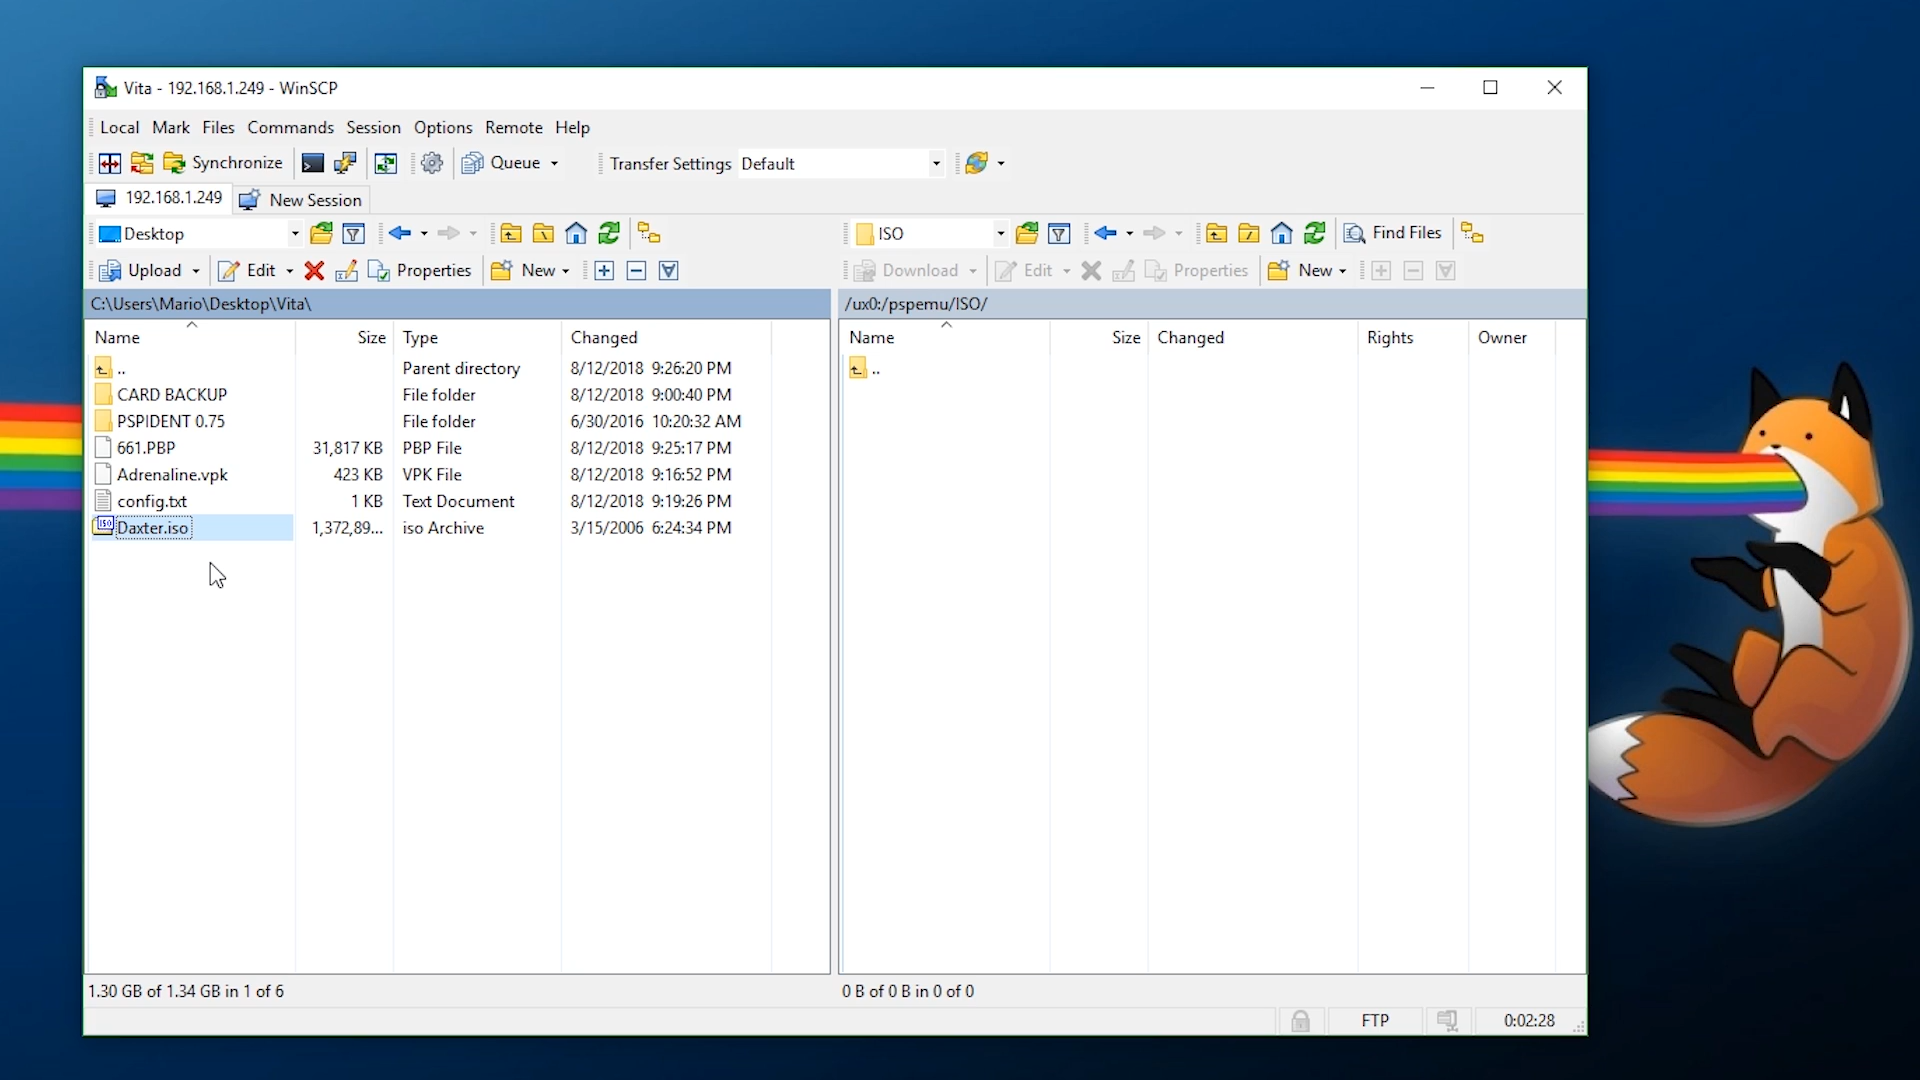 Vita - 192.168.1.249 - WinSCP
Local Mark Files Commands Session Options Remote Help
Synchronize Queue Transfer Settings Default
192.168.1.249 New Session
Desktop ISO Find Files
Upload Edit Properties New Download Edit Properties New
C:\Users\Mario\Desktop\Vita\ /ux0:/pspemu/ISO/
Name Size Type Changed Name Size Changed Rights Owner
.. Parent directory 8/12/2018 9:26:20 PM ..
CARD BACKUP File folder 8/12/2018 9:00:40 PM
PSPIDENT 0.75 File folder 6/30/2016 10:20:32 AM
661.PBP 31,817 KB PBP File 8/12/2018 9:25:17 PM
Adrenaline.vpk 423 KB VPK File 8/12/2018 9:16:52 PM
config.txt 1 KB Text Document 8/12/2018 9:19:26 PM
ISO Daxter.iso 1,372,89... iso Archive 3/15/2006 6:24:34 PM
1.30 GB of 1.34 GB in 1 of 6 0 B of 0 B in 0 of 0
FTP 0:02:28